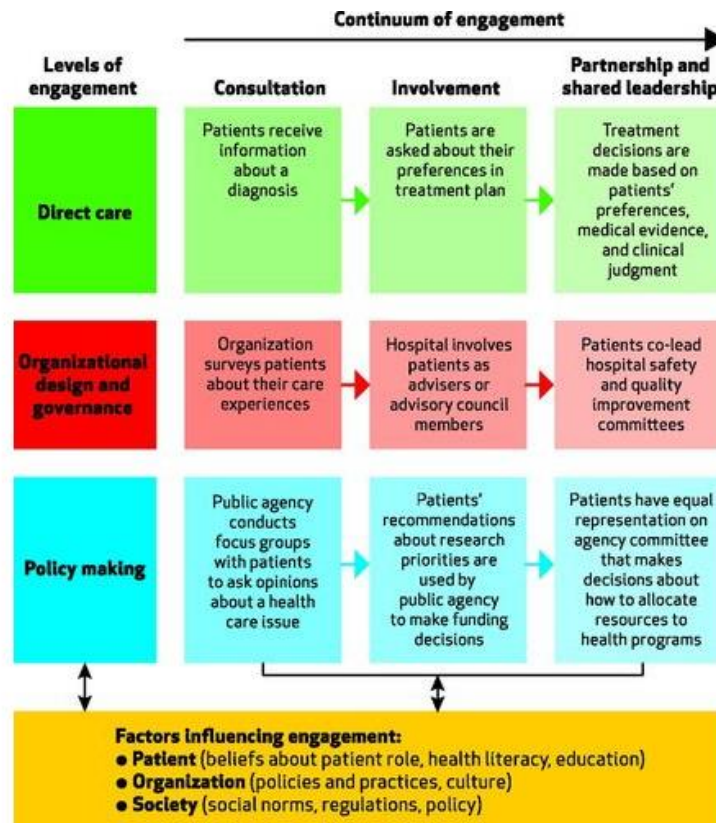 Continuum of engagement
Levels of
engagement
Consultation
Involvement
Partnership and
shared leadership
Direct care
Patients receive
information
about a
diagnosis
Patients are
asked about their
preferences in
treatment plan
Treatment
decisions are
made based on
patients’
preferences,
medical evidence,
and clinical
judgment
Organizational
design and
governance
Organization
surveys patients
about their care
experiences
Hospital involves
patients as
advisers or
advisory council
members
Patients co-lead
hospital safety
and quality
improvement
committees
Policy making
Public agency
conducts
focus groups
with patients
to ask opinions
about a health
care issue
Patients’
recommendations
about research
priorities are
used by
public agency
to make funding
decisions
Patients have equal
representation on
agency committee
that makes
decisions about
how to allocate
resources to
health programs
Factors influencing engagement:
● Patient (beliefs about patient role, health literacy, education)
● Organization (policies and practices, culture)
● Society (social norms, regulations, policy)